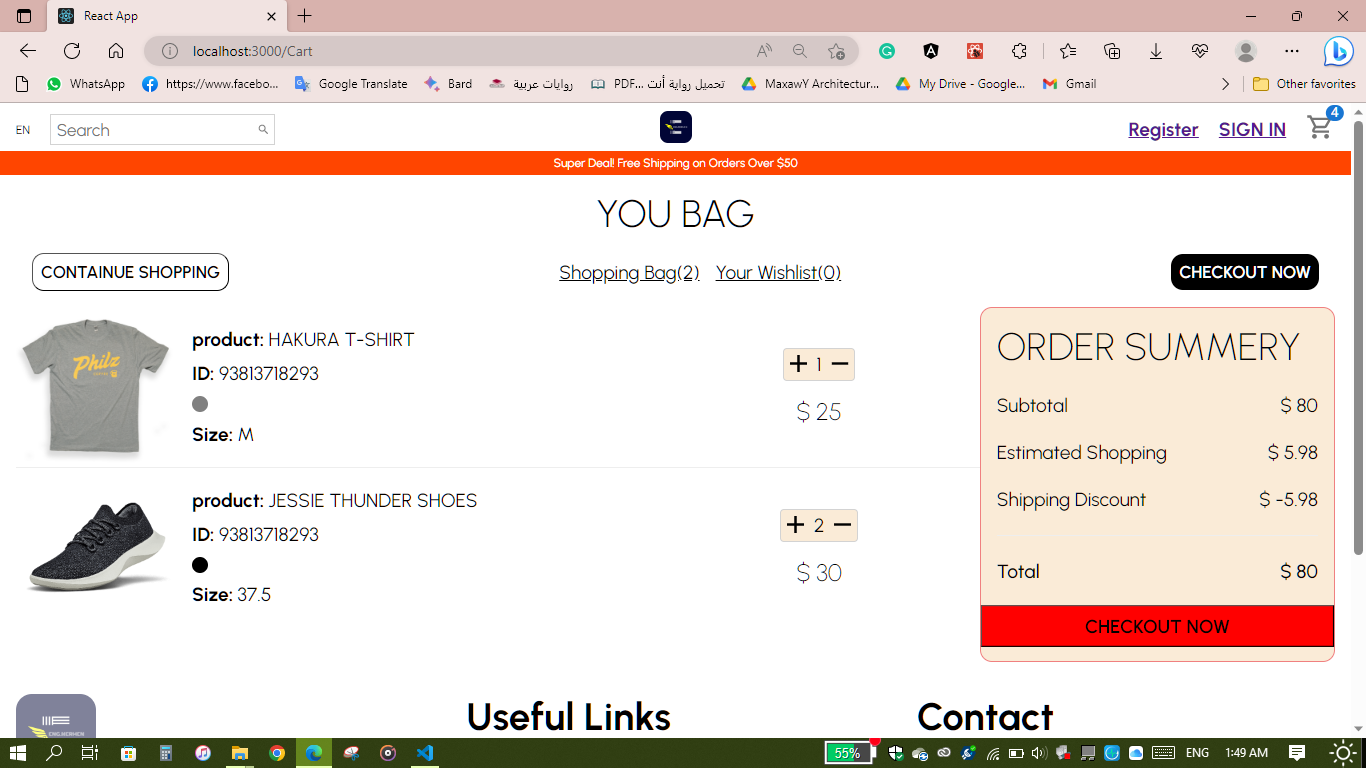 React App
localhost:3000/Cart
WhatsApp
https://www.facebo...
Google Translate
Bard
روايات عربية
تحميل رواية أنت ...PDF
MaxawY Architectur...
My Drive - Google...
Gmail
Other favorites
EN
Search
Register
SIGN IN
4
Super Deal! Free Shipping on Orders Over $50
YOU BAG
CONTAINUE SHOPPING
Shopping Bag(2)
Your Wishlist(0)
CHECKOUT NOW
Philz
product: HAKURA T-SHIRT
ID: 93813718293
Size: M
+ 1 −
$ 25
product: JESSIE THUNDER SHOES
ID: 93813718293
Size: 37.5
+ 2 −
$ 30
ORDER SUMMERY
Subtotal $ 80
Estimated Shopping $ 5.98
Shipping Discount $ -5.98
Total $ 80
CHECKOUT NOW
Useful Links
Contact
55%
ENG
1:49 AM